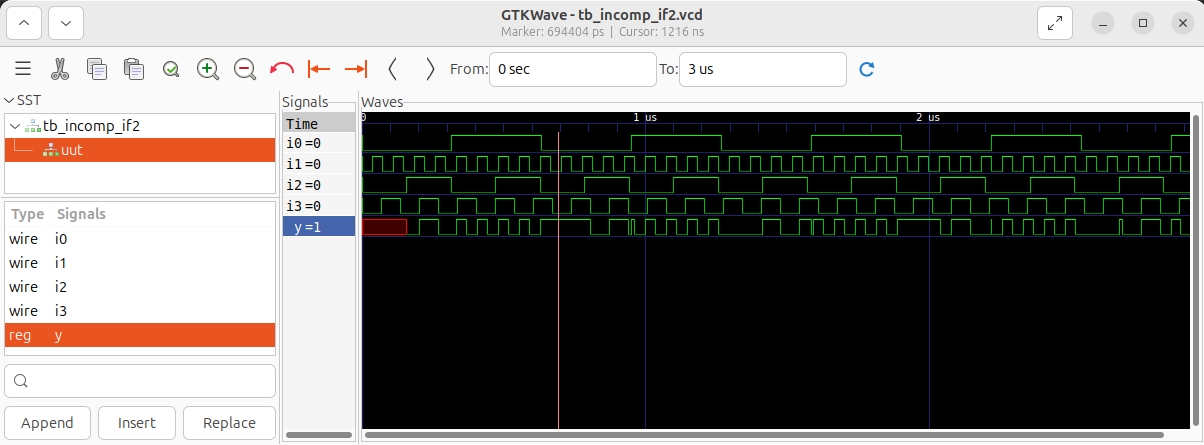 GTKWave - tb_incomp_if2.vcd
Marker: 694404 ps | Cursor: 1216 ns
From: 0 sec To: 3 us
SST
tb_incomp_if2
uut
Type Signals
wire i0
wire i1
wire i2
wire i3
reg y
Append Insert Replace
Signals
Time
i0=0
i1=0
i2=0
i3=0
y=1
Waves
0 1 us 2 us